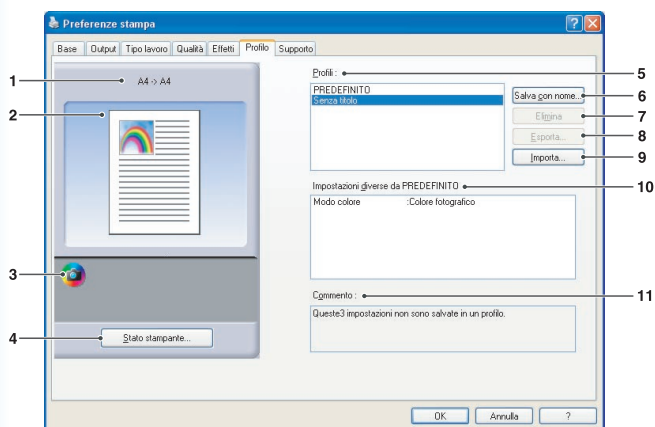 Preferenze stampa
Base Output Tipo lavoro Qualità Effetti Profilo Supporto
1
A4 -> A4
2
3
4
Stato stampante...
Profili :
5
PREDEFINITO
Senza titolo
Salva con nome...
6
Elimina
7
Esporta...
8
Importa...
9
Impostazioni diverse da PREDEFINITO
10
Modo colore :Colore fotografico
Commento :
11
Queste3 impostazioni non sono salvate in un profilo.
OK Annulla ?